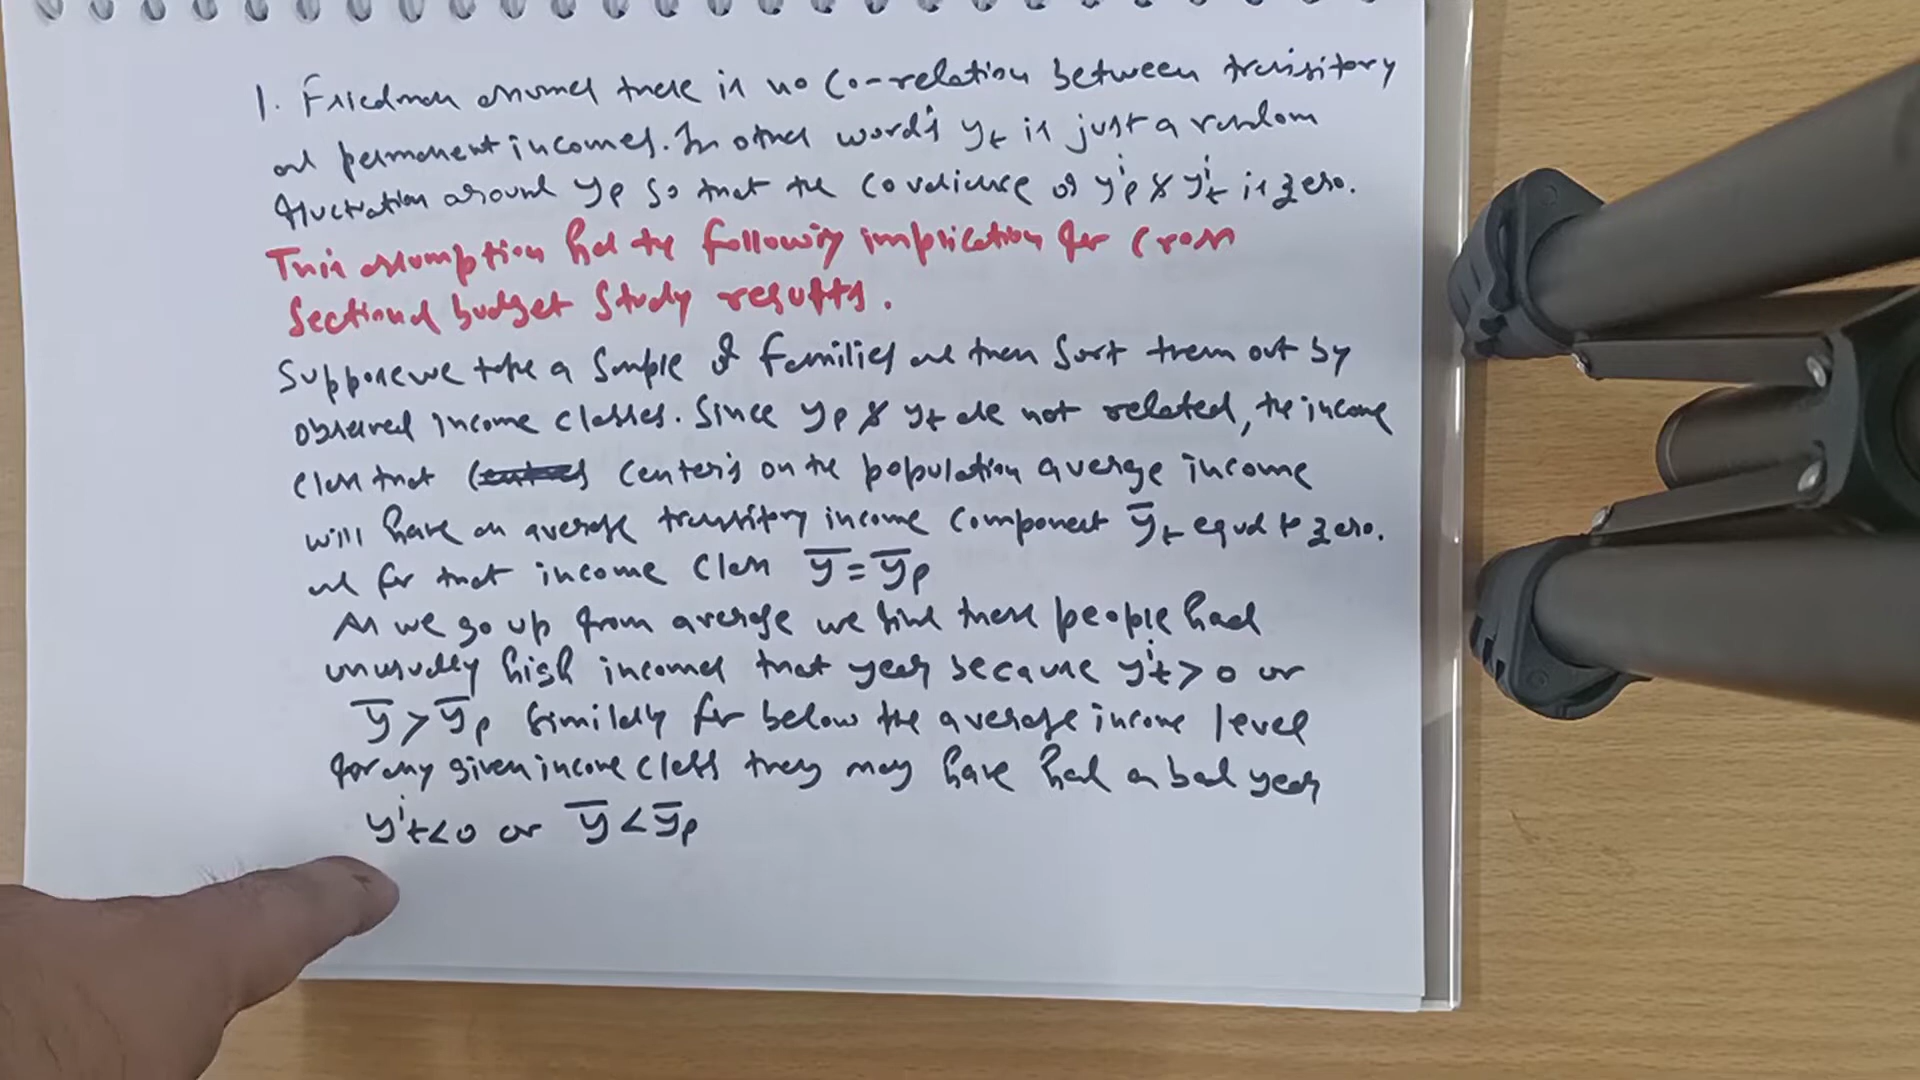 1. Friedman assumes there is no co-relation between transitory
and permanent incomes. In other words yt is just a random
fluctuation around yp so that the covariance of yⁱp & yⁱt is zero.
This assumption has the following implication for cross
sectional budget study results.
Suppose we take a sample of families and then sort them out by
observed income classes. Since yp & yt are not related, the income
class that centers on the population average income
will have an average transitory income component ȳt equal to zero.
and for that income class ȳ = ȳp
As we go up from average we find these people had
unusually high incomes that year because yⁱt > 0 or
ȳ > ȳp Similarly for below the average income level
for any given income class they may have had a bad year
yⁱt < 0 or ȳ < ȳp